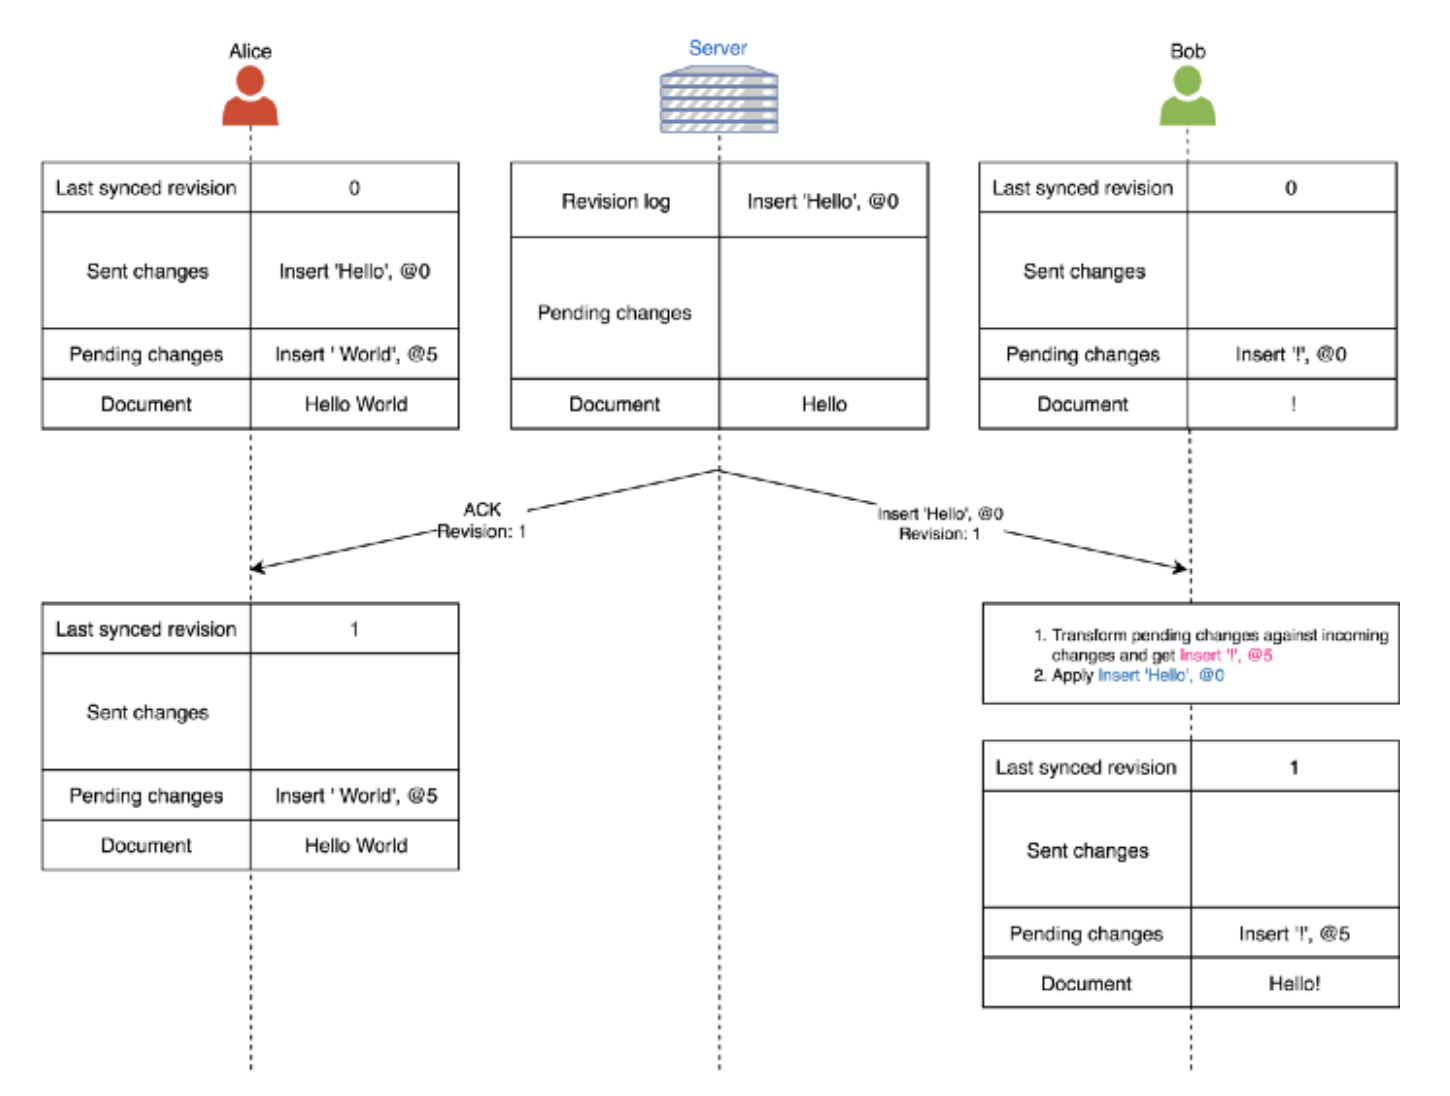 Alice
Server
Bob
Last synced revision 0
Sent changes Insert 'Hello', @0
Pending changes Insert ' World', @5
Document Hello World
Revision log Insert 'Hello', @0
Pending changes
Document Hello
Last synced revision 0
Sent changes
Pending changes Insert '!', @0
Document !
ACK
Revision: 1
Insert 'Hello', @0
Revision: 1
Last synced revision 1
Sent changes
Pending changes Insert ' World', @5
Document Hello World
1. Transform pending changes against incoming
changes and get Insert '!', @5
2. Apply Insert 'Hello', @0
Last synced revision 1
Sent changes
Pending changes Insert '!', @5
Document Hello!